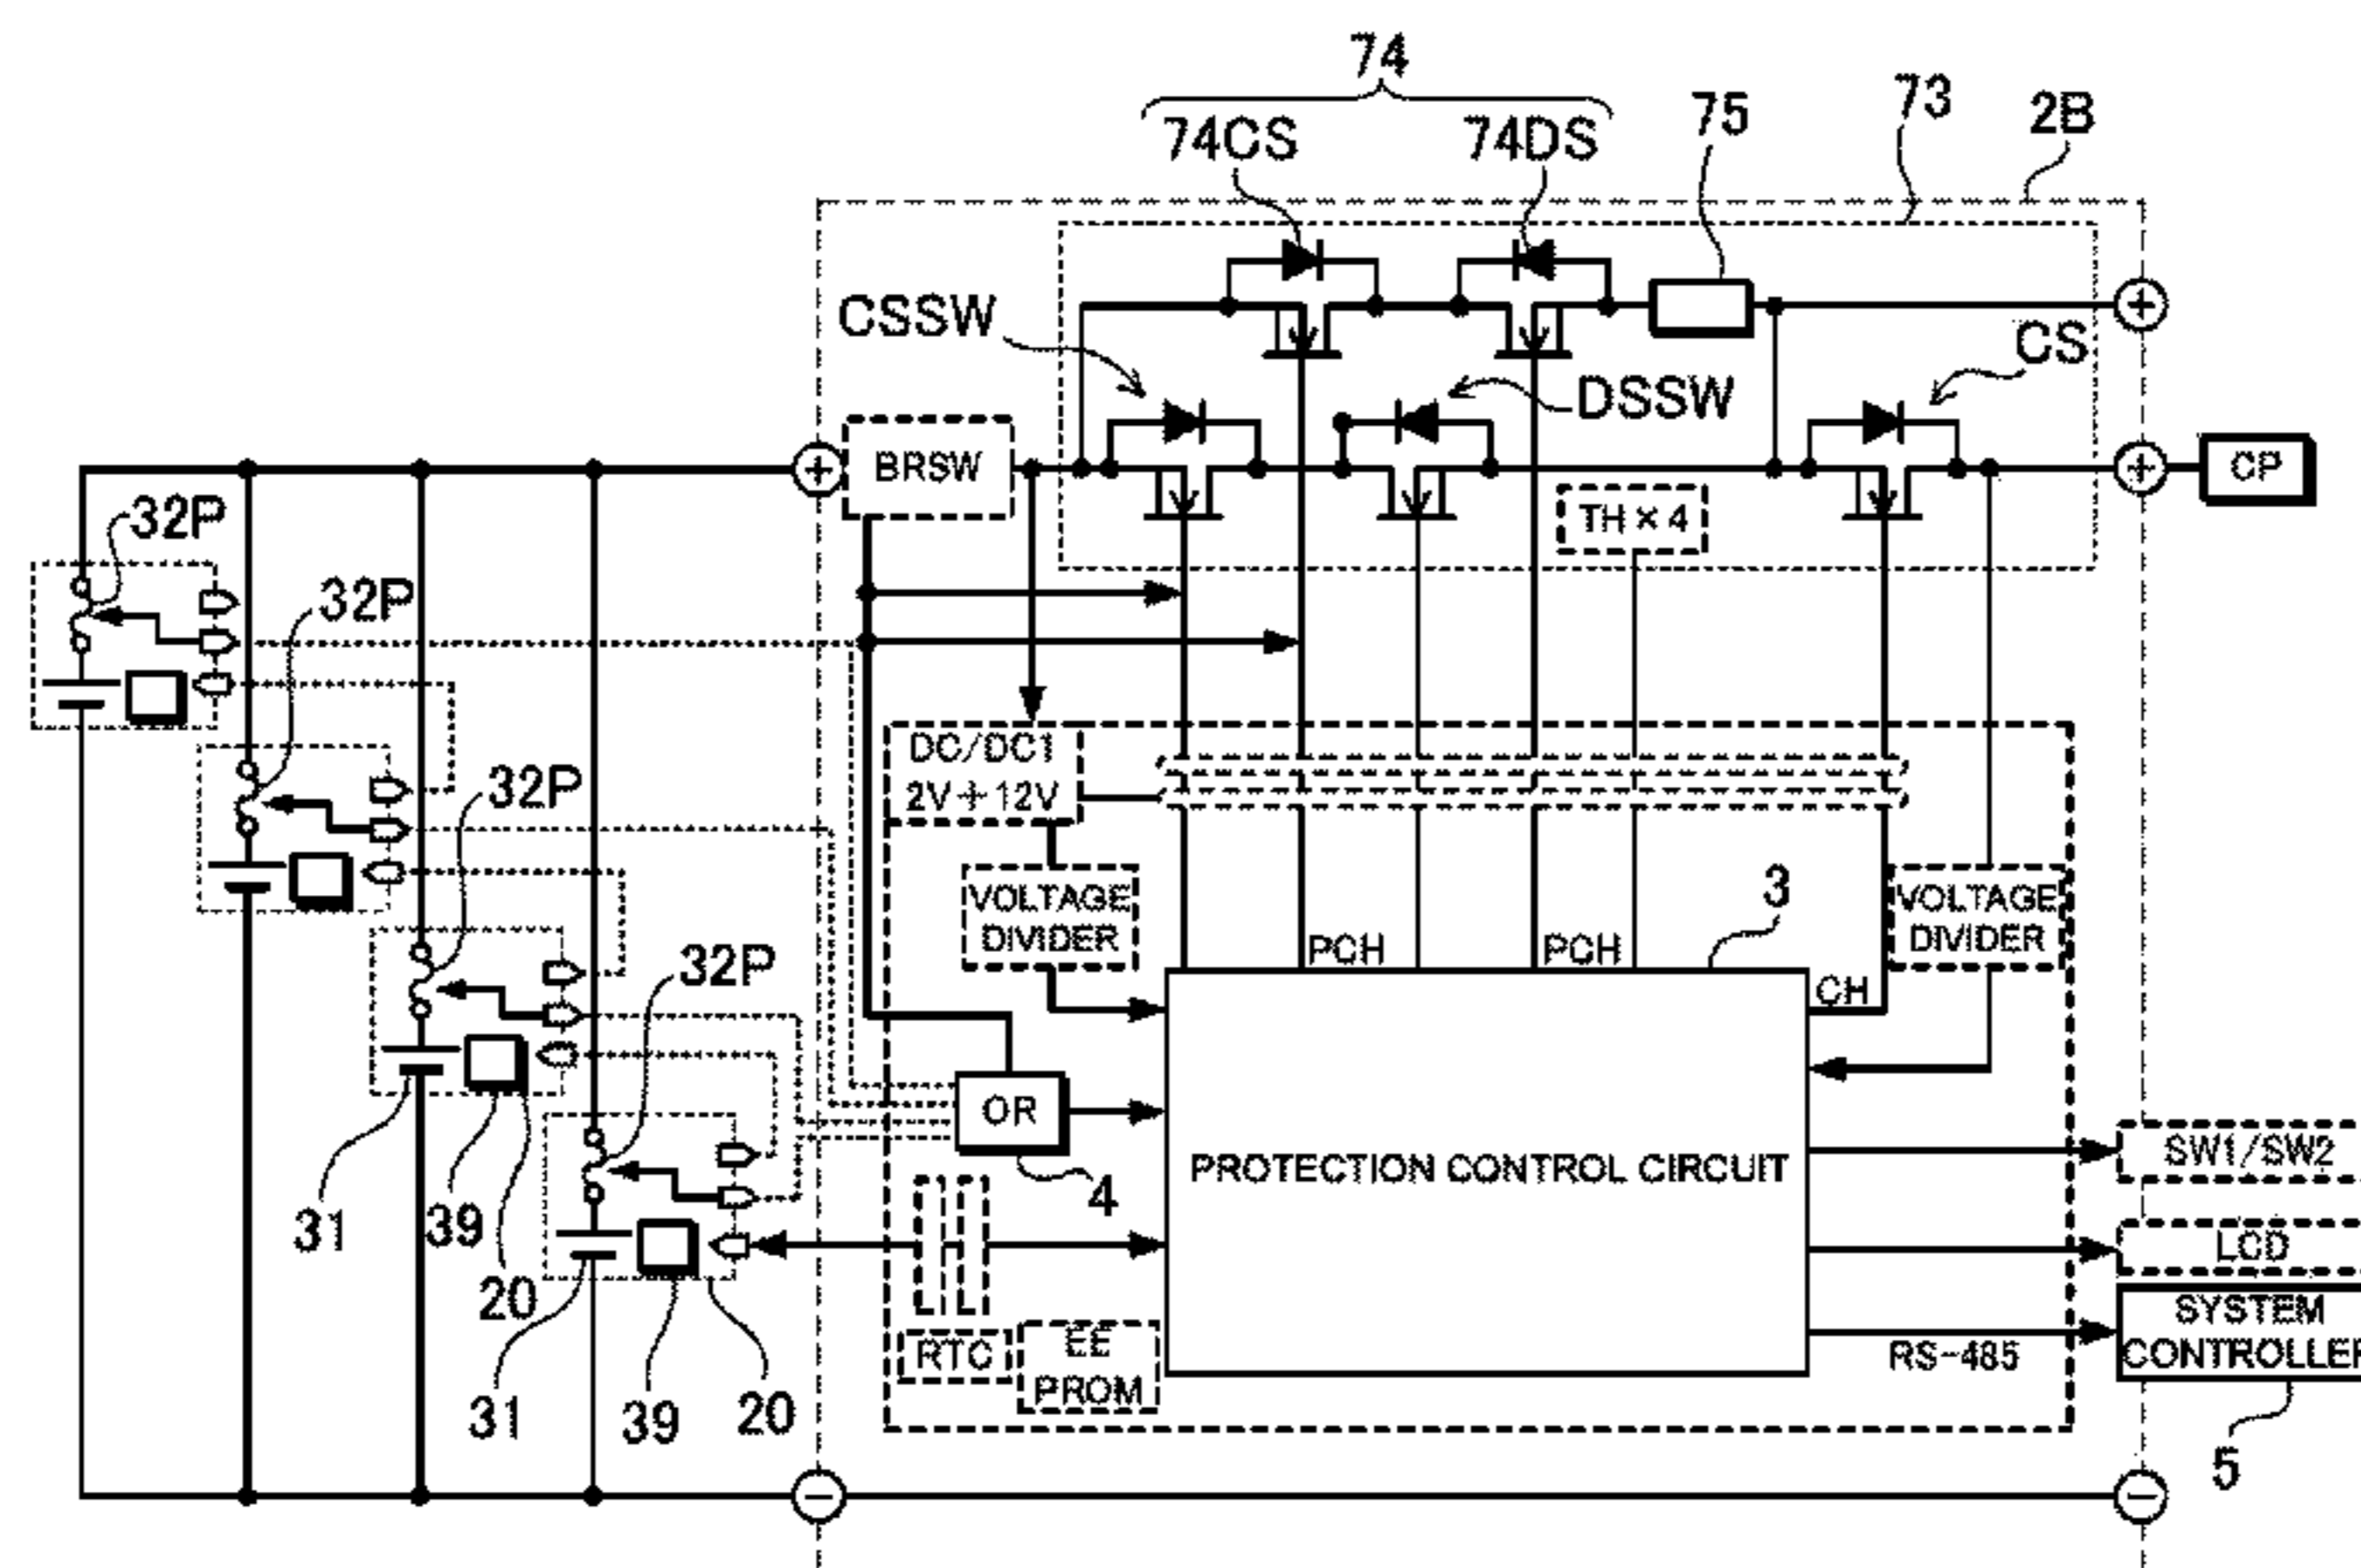 74
74CS
74DS
75
73
2B
CSSW
DSSW
CS
+
+
+
BRSW
TH × 4
CP
32P
32P
32P
32P
DC/DC1
2V÷12V
VOLTAGE
DIVIDER
PCH
PCH
3
CH
VOLTAGE
DIVIDER
OR
4
PROTECTION CONTROL CIRCUIT
SW1/SW2
LCD
SYSTEM
CONTROLLER
RS-485
5
RTC
EE
PROM
31
39
20
31
39
20
−
−